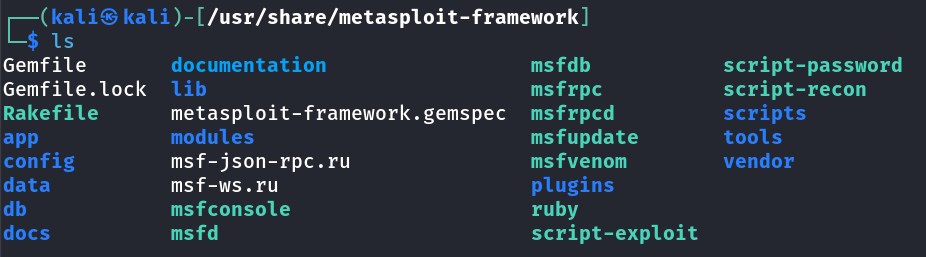 ┌──(kali㉿kali)-[/usr/share/metasploit-framework]
└─$ ls
Gemfile documentation msfdb script-password
Gemfile.lock lib msfrpc script-recon
Rakefile metasploit-framework.gemspec msfrpcd scripts
app modules msfupdate tools
config msf-json-rpc.ru msfvenom vendor
data msf-ws.ru plugins
db msfconsole ruby
docs msfd script-exploit